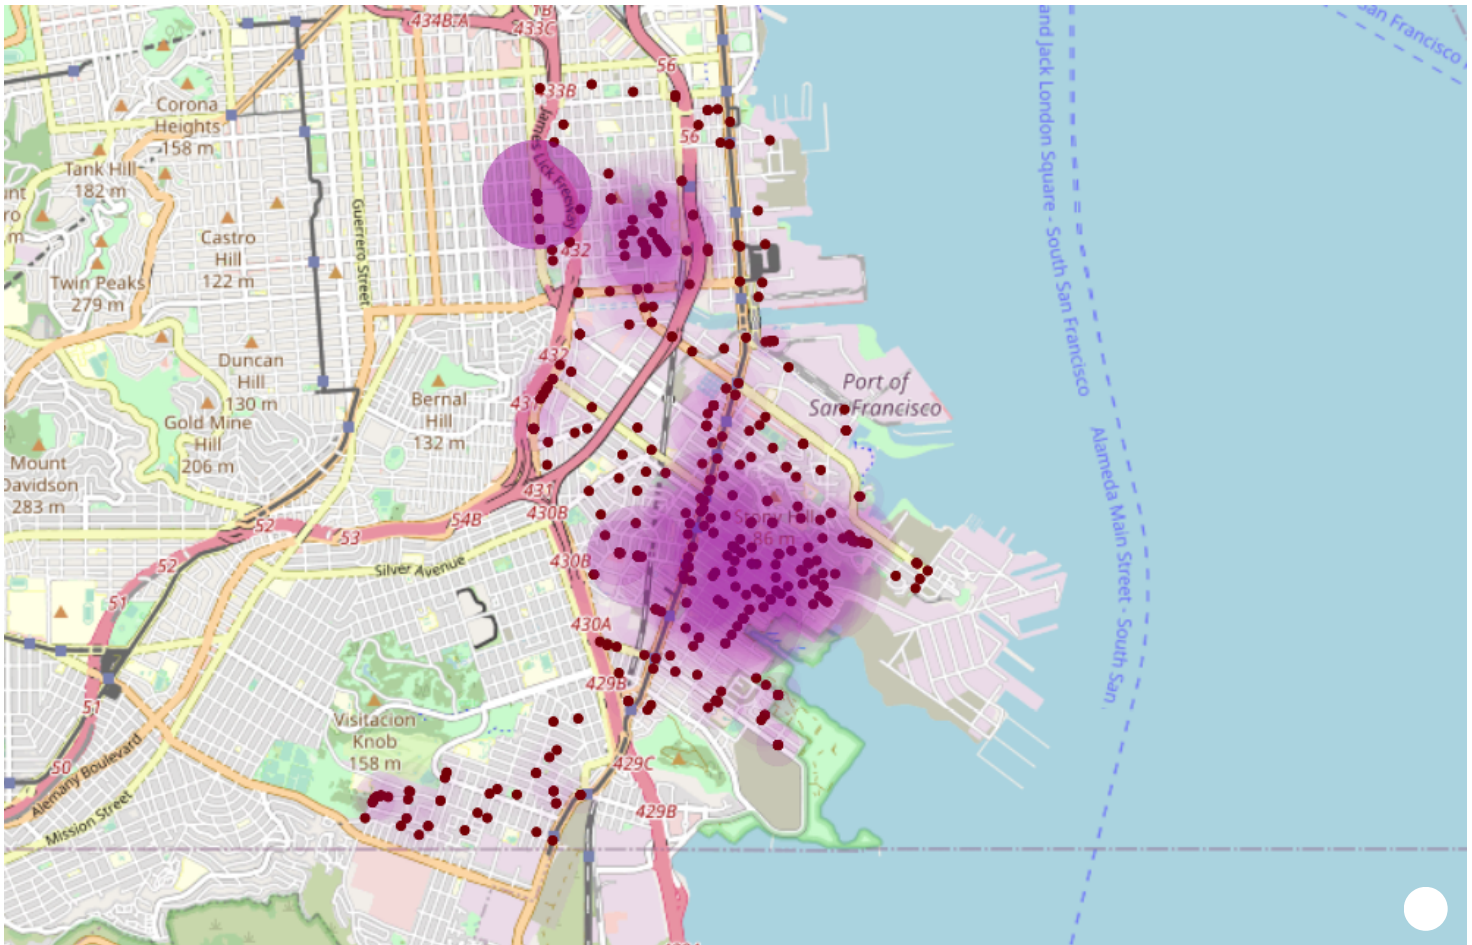 434B:A
1B
433C
San Francisco
56
and Jack London Square - South San Francisco
433B
Corona
Heights
158 m
James Lick Freeway
56
Tank Hill
182 m
Guerrero Street
Castro
Hill
122 m
432
Twin Peaks
279 m
432
Duncan
Hill
130 m
Bernal
Hill
132 m
431
Port of
San Francisco
Gold Mine
Hill
206 m
Mount
Davidson
283 m
Alameda Main Street - South San
431
430B
52
54B
53
Stony Hill
86 m
52
Silver Avenue
430B
51
430A
429B
51
Visitacion
Knob
158 m
50
429C
Alemany Boulevard
Mission Street
429B